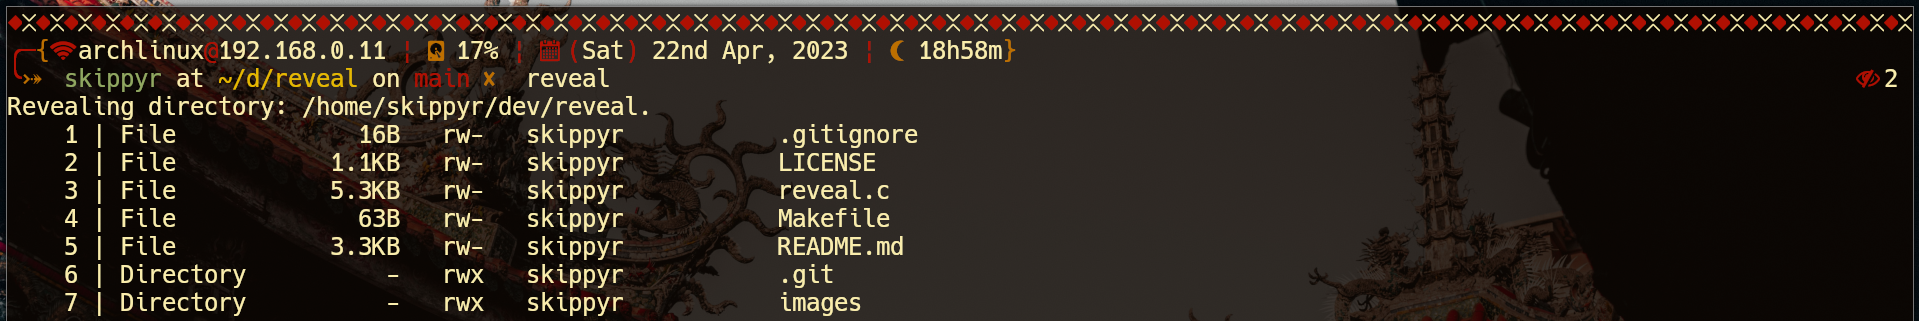 {archlinux@192.168.0.11 ¦ 17% ¦ (Sat) 22nd Apr, 2023 ¦ 18h58m}
skippyr at ~/d/reveal on main x reveal 2
Revealing directory: /home/skippyr/dev/reveal.
1 | File 16B rw- skippyr .gitignore
2 | File 1.1KB rw- skippyr LICENSE
3 | File 5.3KB rw- skippyr reveal.c
4 | File 63B rw- skippyr Makefile
5 | File 3.3KB rw- skippyr README.md
6 | Directory - rwx skippyr .git
7 | Directory - rwx skippyr images